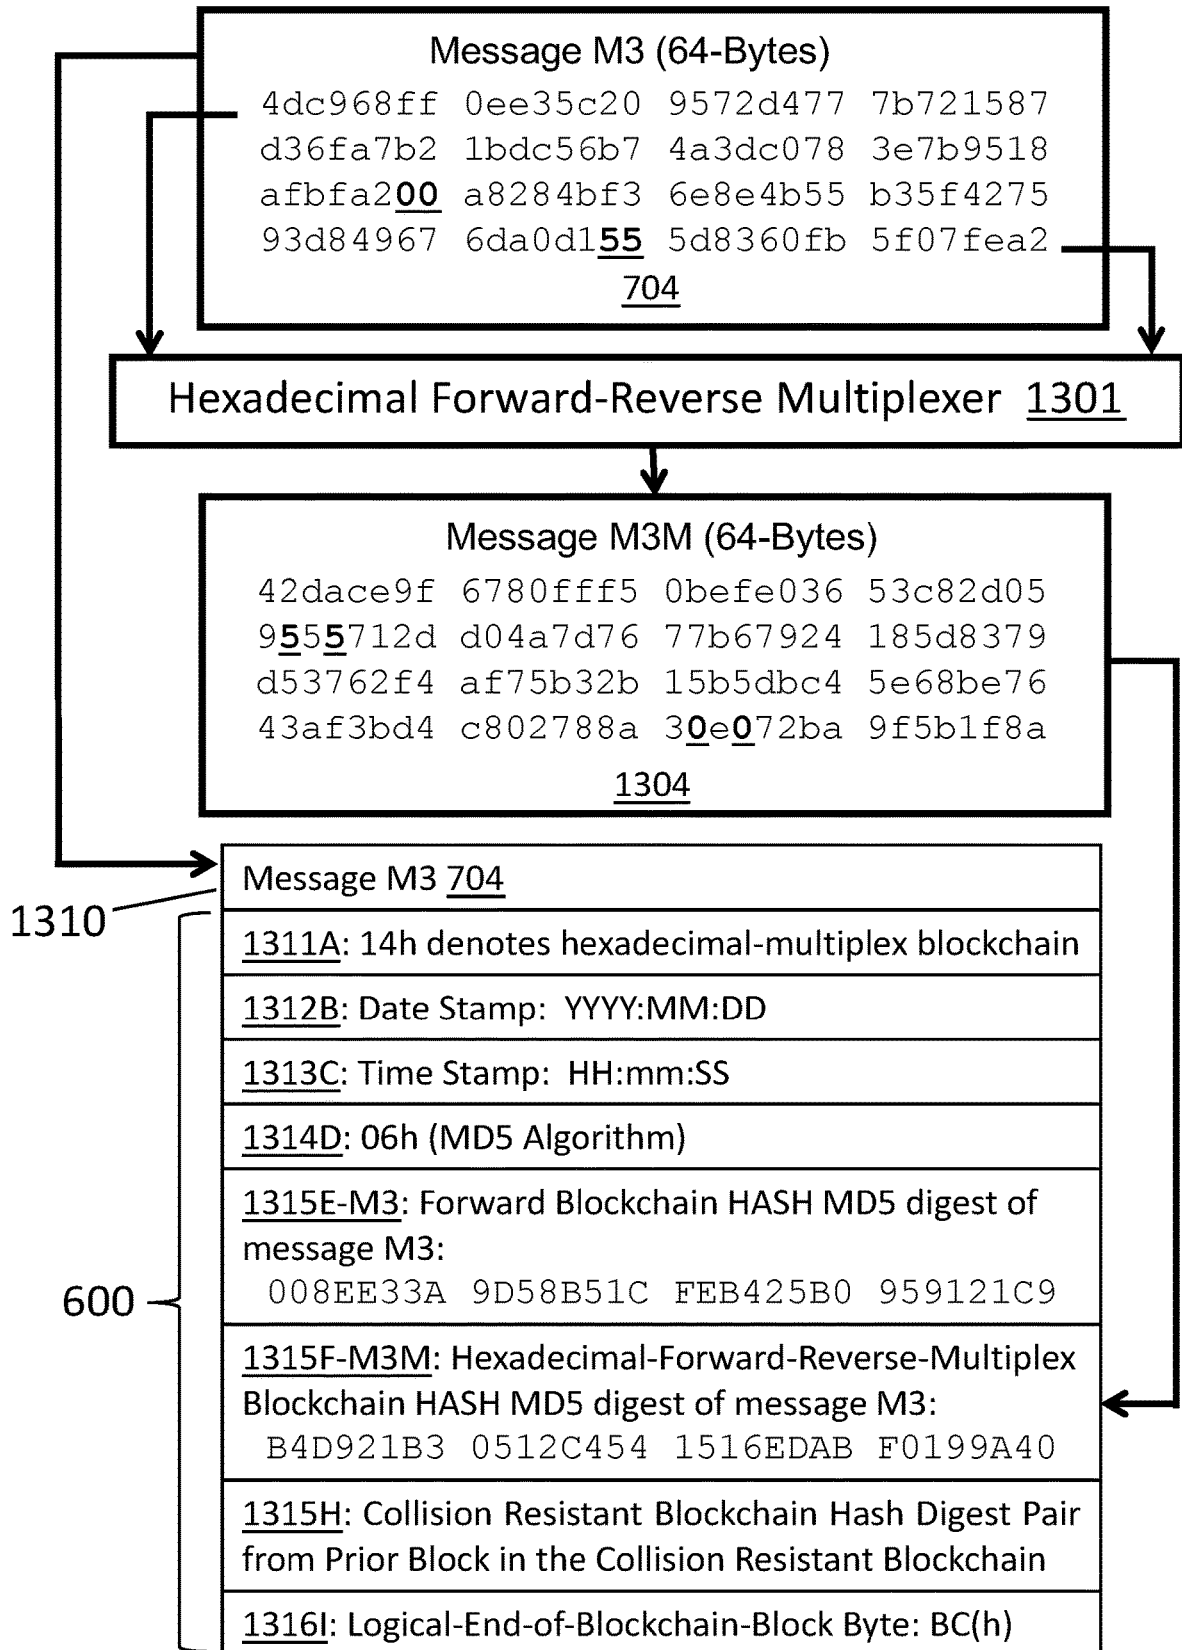 Message M3 (64-Bytes)
4dc968ff 0ee35c20 9572d477 7b721587
d36fa7b2 1bdc56b7 4a3dc078 3e7b9518
afbfa200 a8284bf3 6e8e4b55 b35f4275
93d84967 6da0d155 5d8360fb 5f07fea2
704
Hexadecimal Forward-Reverse Multiplexer 1301
Message M3M (64-Bytes)
42dace9f 6780fff5 0befe036 53c82d05
9555712d d04a7d76 77b67924 185d8379
d53762f4 af75b32b 15b5dbc4 5e68be76
43af3bd4 c802788a 30e072ba 9f5b1f8a
1304
Message M3 704
1310
1311A: 14h denotes hexadecimal-multiplex blockchain
1312B: Date Stamp: YYYY:MM:DD
1313C: Time Stamp: HH:mm:SS
1314D: 06h (MD5 Algorithm)
1315E-M3: Forward Blockchain HASH MD5 digest of
message M3:
008EE33A 9D58B51C FEB425B0 959121C9
600
1315F-M3M: Hexadecimal-Forward-Reverse-Multiplex
Blockchain HASH MD5 digest of message M3:
B4D921B3 0512C454 1516EDAB F0199A40
1315H: Collision Resistant Blockchain Hash Digest Pair
from Prior Block in the Collision Resistant Blockchain
1316I: Logical-End-of-Blockchain-Block Byte: BC(h)